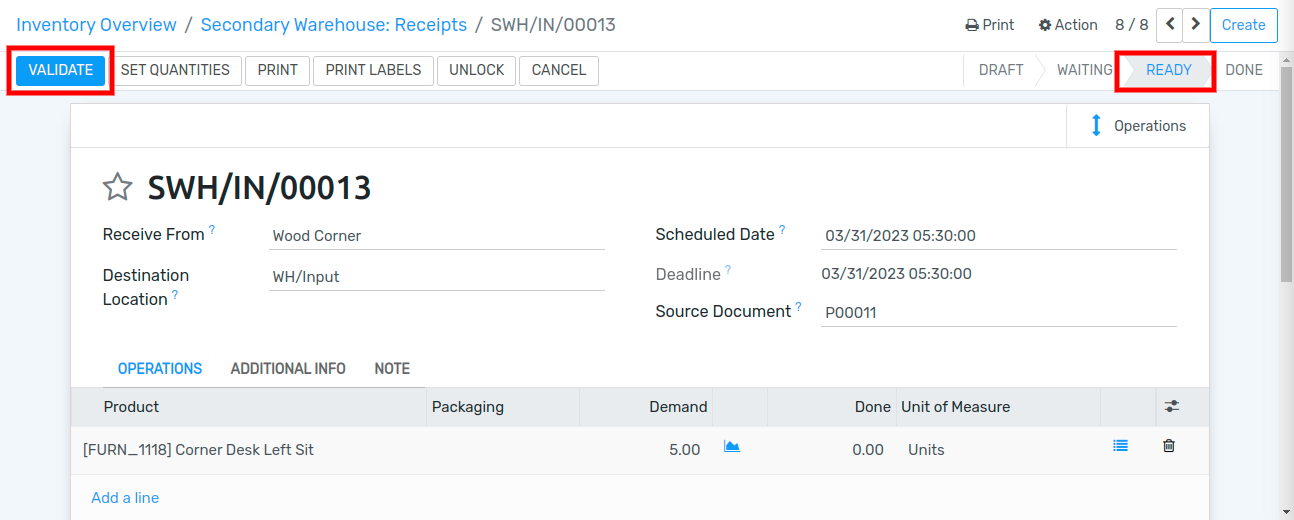 Inventory Overview / Secondary Warehouse: Receipts / SWH/IN/00013 Print Action 8 / 8 Create
VALIDATE SET QUANTITIES PRINT PRINT LABELS UNLOCK CANCEL DRAFT WAITING READY DONE
Operations
SWH/IN/00013
Receive From ? Wood Corner Scheduled Date ? 03/31/2023 05:30:00
Destination Location ? WH/Input Deadline ? 03/31/2023 05:30:00
Source Document ? P00011
OPERATIONS ADDITIONAL INFO NOTE
Product Packaging Demand Done Unit of Measure
[FURN_1118] Corner Desk Left Sit 5.00 0.00 Units
Add a line